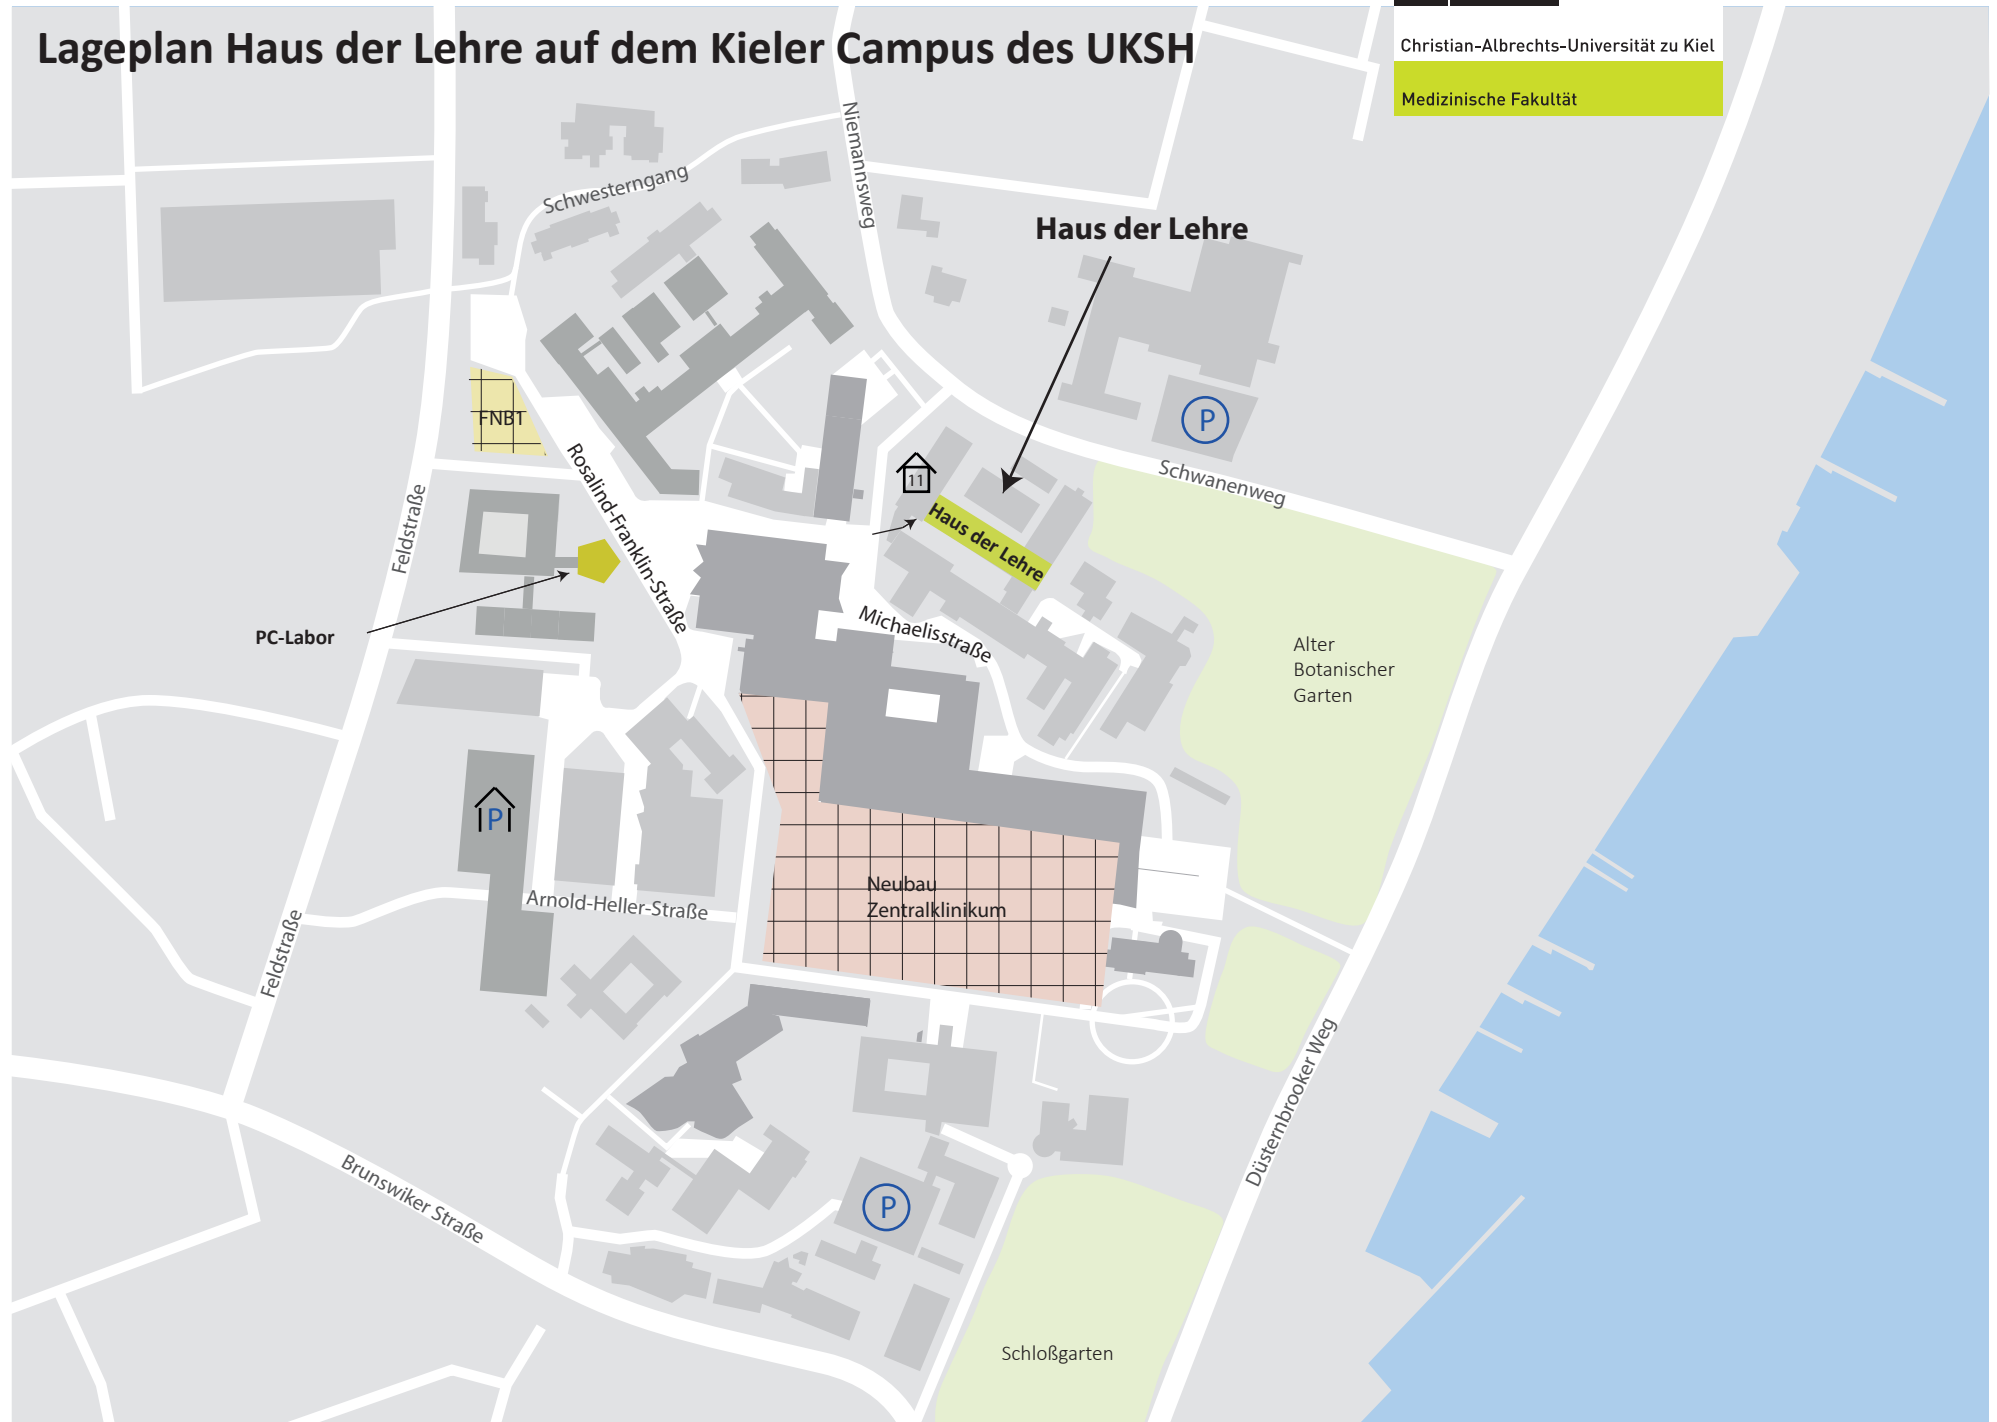 Lageplan Haus der Lehre auf dem Kieler Campus des UKSH
Christian-Albrechts-Universität zu Kiel
Medizinische Fakultät
Niemannsweg
Schwesterngang
Haus der Lehre
FNBT
P
Rosalind-Franklin-Straße
11
Schwanenweg
Feldstraße
Haus der Lehre
PC-Labor
Michaelisstraße
Alter
Botanischer
Garten
P
Neubau
Zentralklinikum
Arnold-Heller-Straße
Feldstraße
Düsternbrooker Weg
Brunswiker Straße
P
Schloßgarten